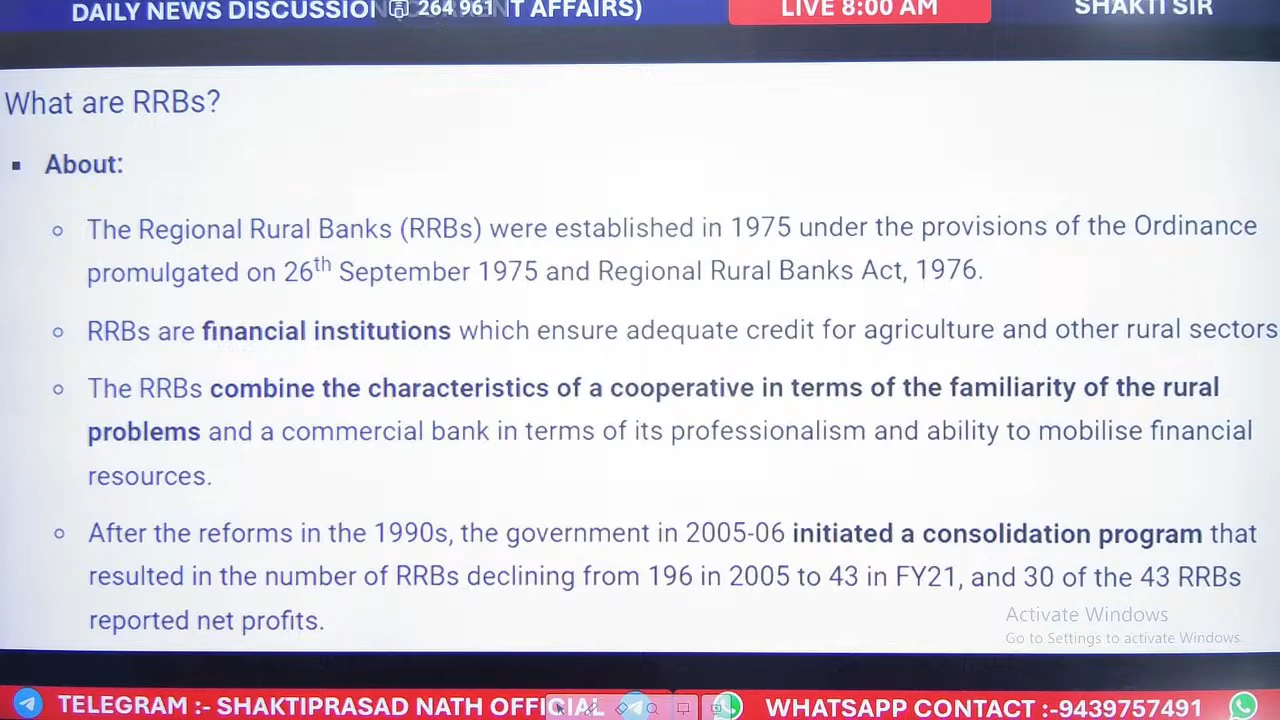 DAILY NEWS DISCUSSION 264 961 T AFFAIRS)
LIVE 8:00 AM
SHAKTI SIR
What are RRBs?
▪ About:
○ The Regional Rural Banks (RRBs) were established in 1975 under the provisions of the Ordinance
promulgated on 26th September 1975 and Regional Rural Banks Act, 1976.
○ RRBs are financial institutions which ensure adequate credit for agriculture and other rural sectors
○ The RRBs combine the characteristics of a cooperative in terms of the familiarity of the rural
problems and a commercial bank in terms of its professionalism and ability to mobilise financial
resources.
○ After the reforms in the 1990s, the government in 2005-06 initiated a consolidation program that
resulted in the number of RRBs declining from 196 in 2005 to 43 in FY21, and 30 of the 43 RRBs
reported net profits.
Activate Windows
Go to Settings to activate Windows.
TELEGRAM :- SHAKTIPRASAD NATH OFFICIAL
WHATSAPP CONTACT :-9439757491